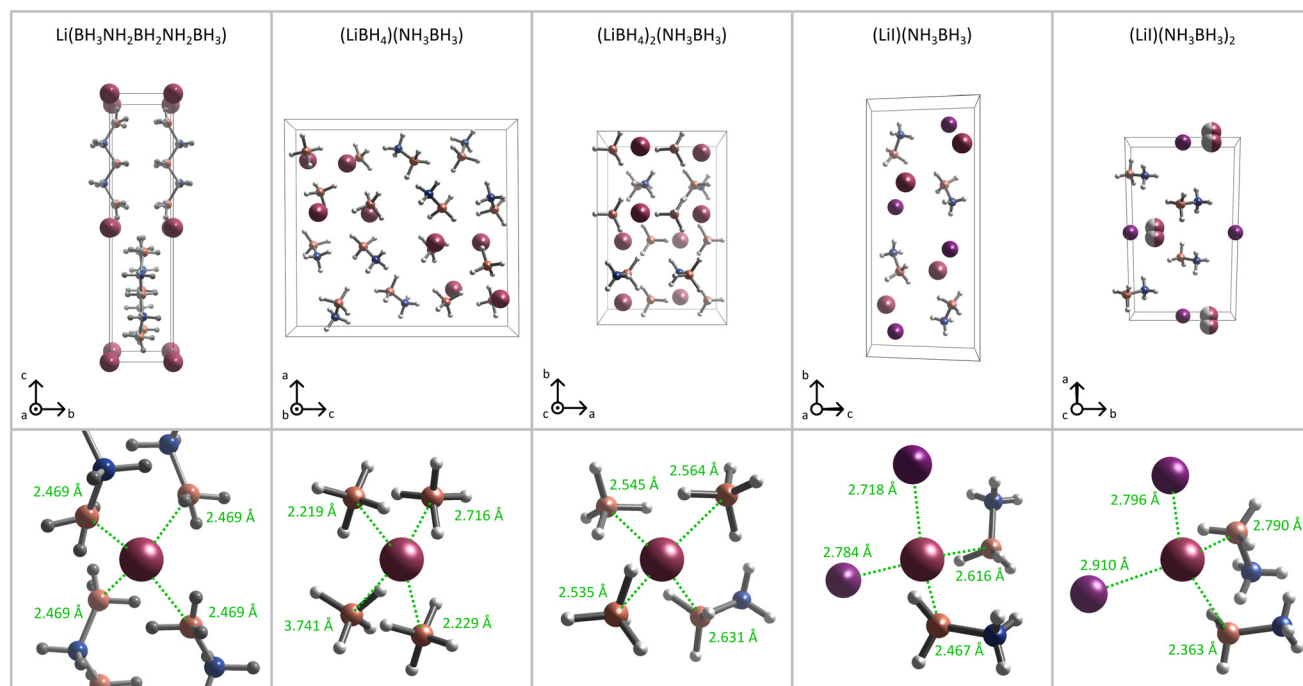 Li(BH₃NH₂BH₂NH₂BH₃)
(LiBH₄)(NH₃BH₃)
(LiBH₄)₂(NH₃BH₃)
(LiI)(NH₃BH₃)
(LiI)(NH₃BH₃)₂
c
a
b
a
b
c
b
c
a
b
a
c
a
c
b
2.469 Å
2.469 Å
2.469 Å
2.469 Å
2.219 Å
2.716 Å
3.741 Å
2.229 Å
2.545 Å
2.564 Å
2.535 Å
2.631 Å
2.718 Å
2.784 Å
2.616 Å
2.467 Å
2.796 Å
2.790 Å
2.910 Å
2.363 Å